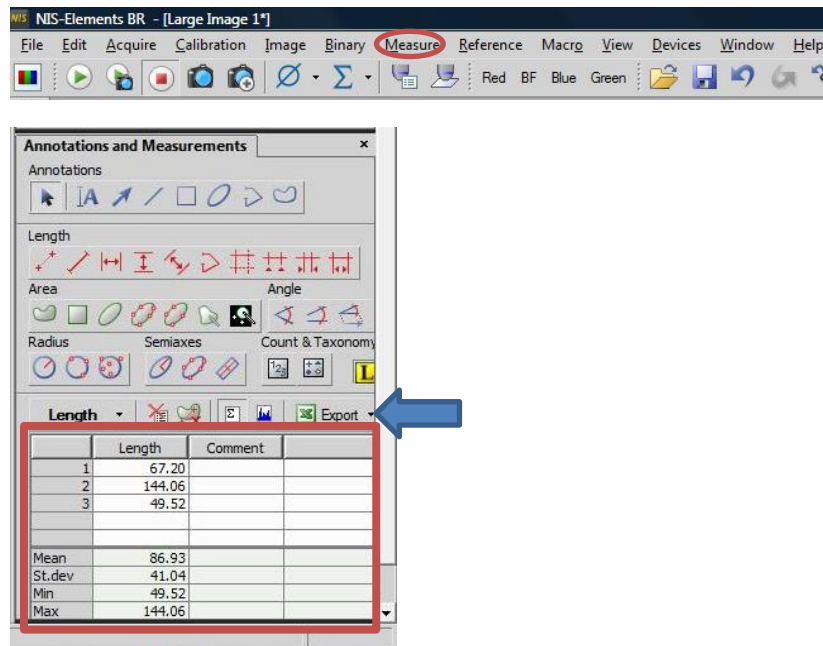 NIS NIS-Elements BR - [Large Image 1*]
File Edit Acquire Calibration Image Binary Measure Reference Macro View Devices Window Help
Red BF Blue Green
Annotations and Measurements ×
Annotations
A
Length
Area Angle
Radius Semiaxes Count & Taxonomy
123 L
Length Σ Export
Length Comment
1 67.20
2 144.06
3 49.52
Mean 86.93
St.dev 41.04
Min 49.52
Max 144.06